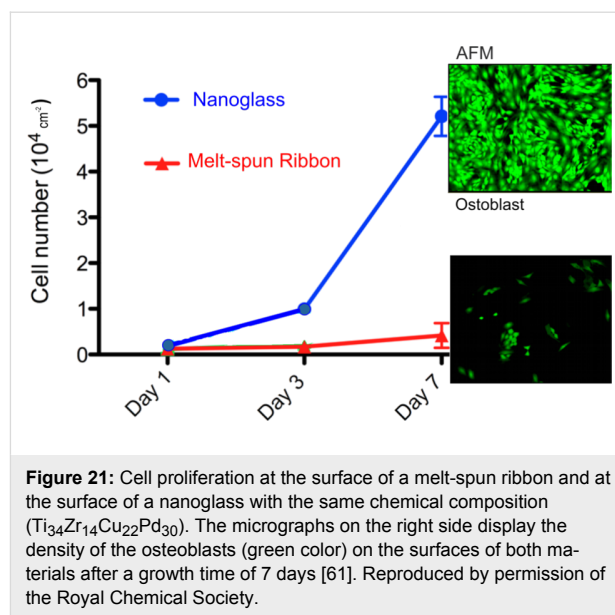 AFM
6
5
4
3
2
1
0
Cell number (10⁴ cm⁻²)
Nanoglass
Melt-spun Ribbon
Ostoblast
Day 1
Day 3
Day 7
Figure 21: Cell proliferation at the surface of a melt-spun ribbon and at
the surface of a nanoglass with the same chemical composition
(Ti₃₄Zr₁₄Cu₂₂Pd₃₀). The micrographs on the right side display the
density of the osteoblasts (green color) on the surfaces of both ma-
terials after a growth time of 7 days [61]. Reproduced by permission of
the Royal Chemical Society.